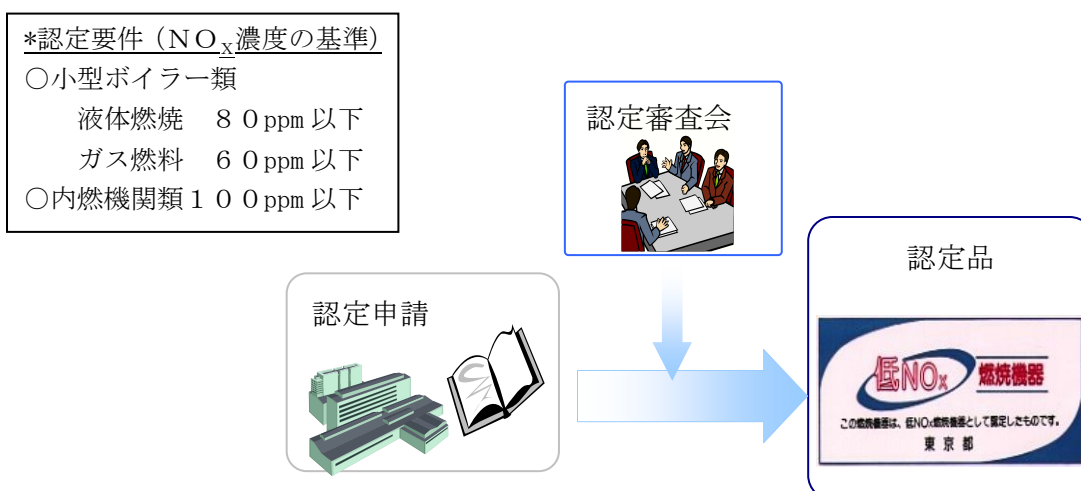 *認定要件（ＮＯX濃度の基準）
○小型ボイラー類
液体燃焼　８０ppm 以下
ガス燃料　６０ppm 以下
○内燃機関類１００ppm 以下
認定審査会
認定申請
認定品
低NOx 燃焼機器
この燃焼機器は、低NOx燃焼機器として認定したものです。
東 京 都